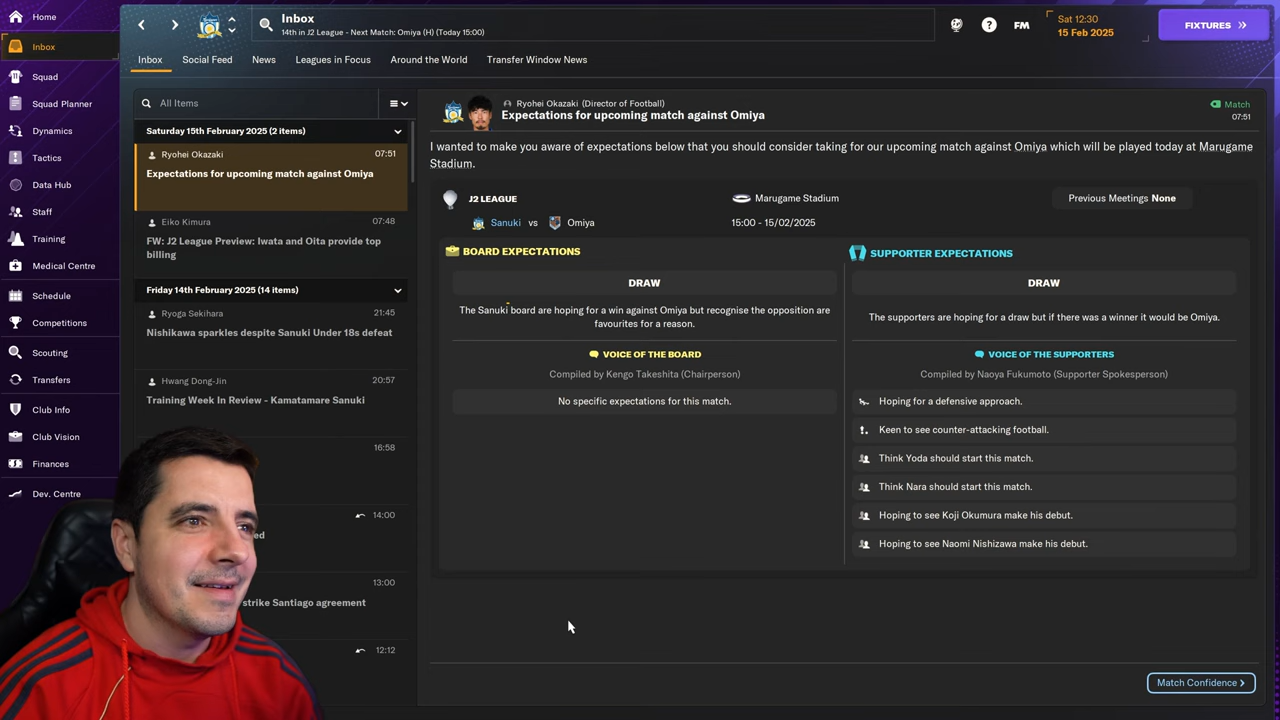 Home
Inbox
Squad
Squad Planner
Dynamics
Tactics
Data Hub
Staff
Training
Medical Centre
Schedule
Competitions
Scouting
Transfers
Club Info
Club Vision
Finances
Dev. Centre
Inbox
14th in J2 League - Next Match: Omiya (H) (Today 15:00)
FM
Sat 12:30
15 Feb 2025
FIXTURES
Inbox
Social Feed
News
Leagues in Focus
Around the World
Transfer Window News
All Items
Saturday 15th February 2025 (2 items)
Ryohei Okazaki 07:51
Expectations for upcoming match against Omiya
Eiko Kimura 07:48
FW: J2 League Preview: Iwata and Oita provide top
billing
Friday 14th February 2025 (14 items)
Ryoga Sekihara 21:45
Nishikawa sparkles despite Sanuki Under 18s defeat
Hwang Dong-Jin 20:57
Training Week In Review - Kamatamare Sanuki
16:58
14:00
13:00
strike Santiago agreement
12:12
Ryohei Okazaki (Director of Football)
Expectations for upcoming match against Omiya
Match
07:51
I wanted to make you aware of expectations below that you should consider taking for our upcoming match against Omiya which will be played today at Marugame
Stadium.
J2 LEAGUE
Marugame Stadium
Previous Meetings None
Sanuki vs Omiya
15:00 - 15/02/2025
BOARD EXPECTATIONS
DRAW
The Sanuki board are hoping for a win against Omiya but recognise the opposition are
favourites for a reason.
VOICE OF THE BOARD
Compiled by Kengo Takeshita (Chairperson)
No specific expectations for this match.
SUPPORTER EXPECTATIONS
DRAW
The supporters are hoping for a draw but if there was a winner it would be Omiya.
VOICE OF THE SUPPORTERS
Compiled by Naoya Fukumoto (Supporter Spokesperson)
Hoping for a defensive approach.
Keen to see counter-attacking football.
Think Yoda should start this match.
Think Nara should start this match.
Hoping to see Koji Okumura make his debut.
Hoping to see Naomi Nishizawa make his debut.
Match Confidence